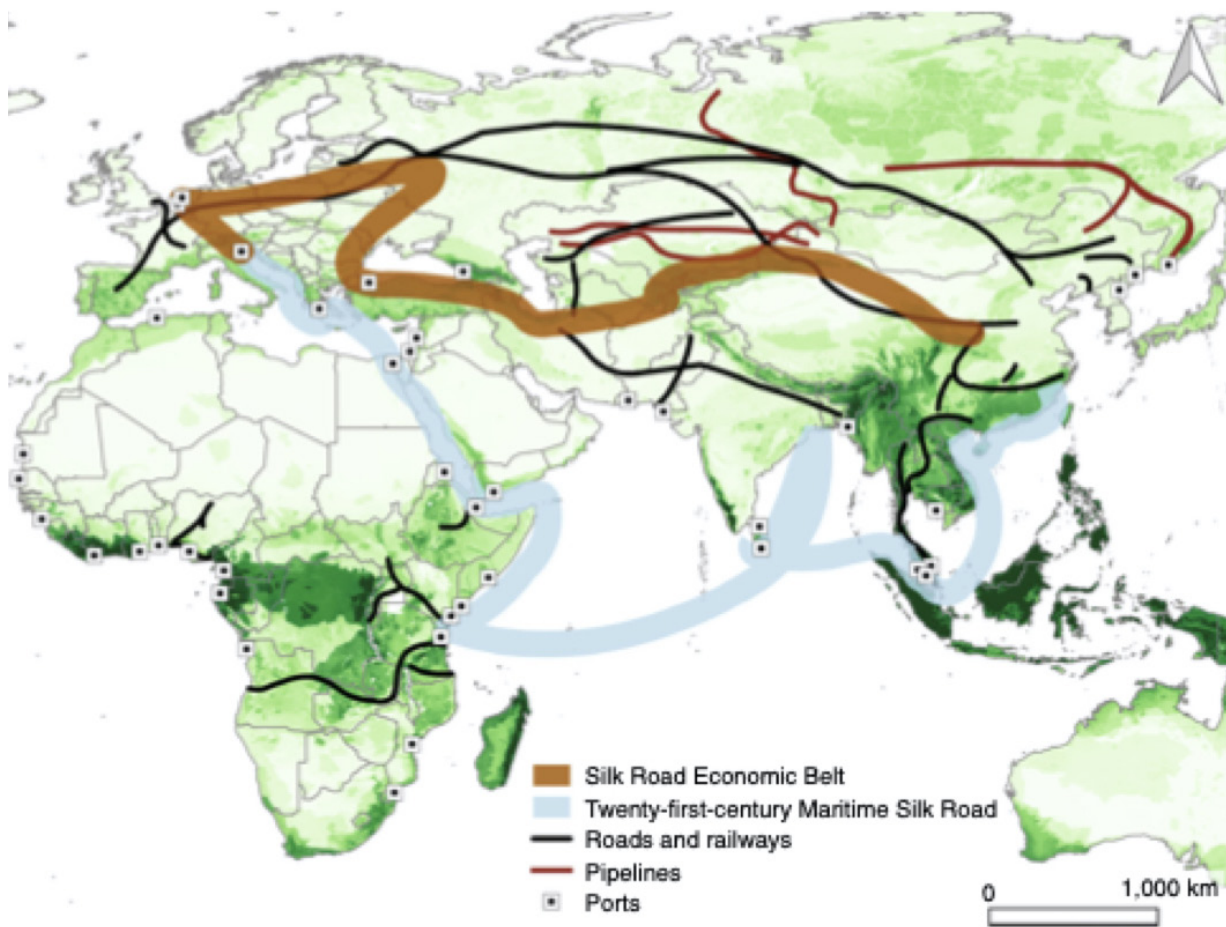 Silk Road Economic Belt
Twenty-first-century Maritime Silk Road
Roads and railways
Pipelines
Ports
0 1,000 km